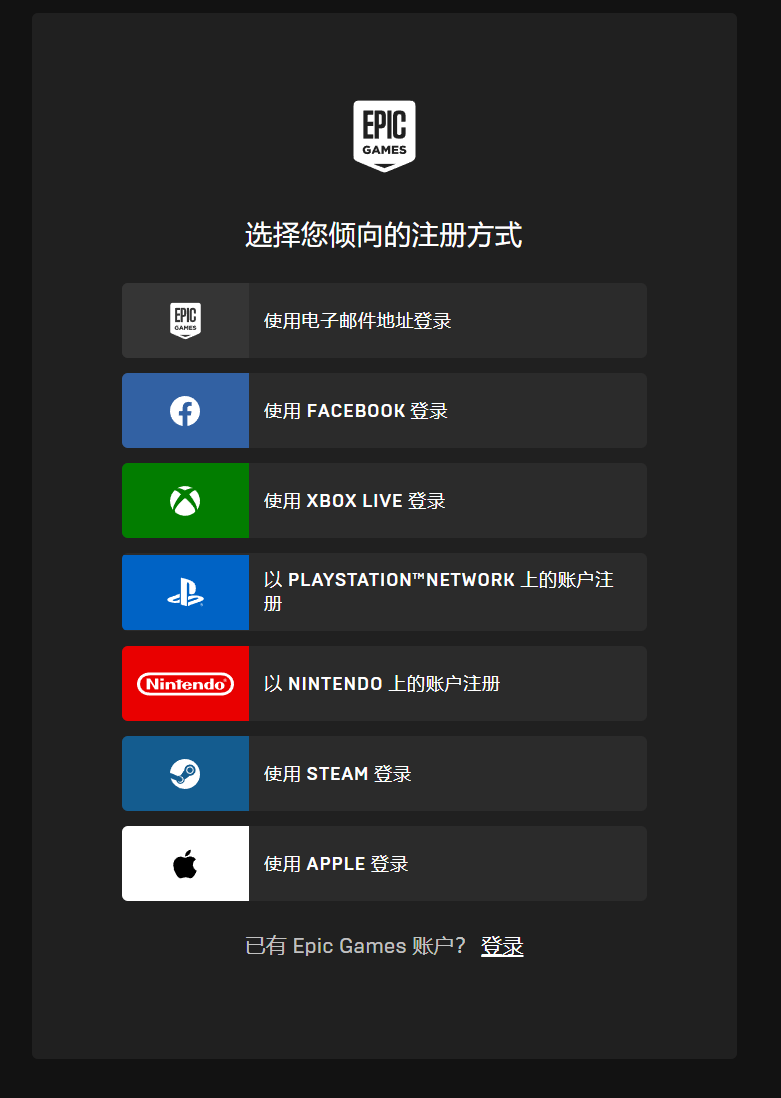 EPIC
GAMES
选择您倾向的注册方式
EPIC
GAMES
使用电子邮件地址登录
使用 FACEBOOK 登录
使用 XBOX LIVE 登录
以 PLAYSTATION™NETWORK 上的账户注
册
Nintendo
以 NINTENDO 上的账户注册
使用 STEAM 登录
使用 APPLE 登录
已有 Epic Games 账户？ 登录